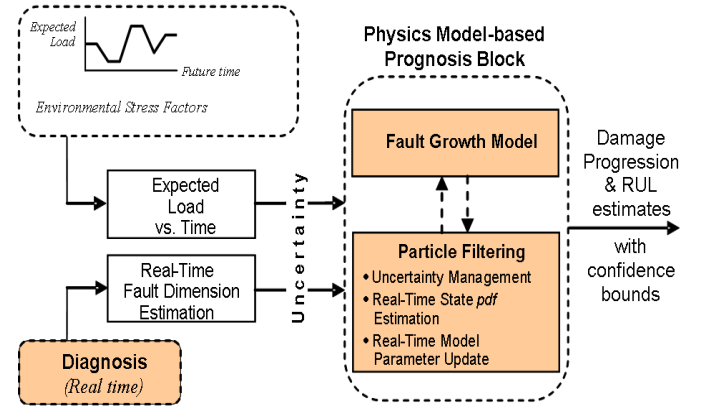 Expected
Load
Future time
Environmental Stress Factors
Expected
Load
vs. Time
Real-Time
Fault Dimension
Estimation
Diagnosis
(Real time)
Uncertainty
Physics Model-based
Prognosis Block
Fault Growth Model
Particle Filtering
• Uncertainty Management
• Real-Time State pdf
Estimation
• Real-Time Model
Parameter Update
Damage
Progression
& RUL
estimates
with
confidence
bounds